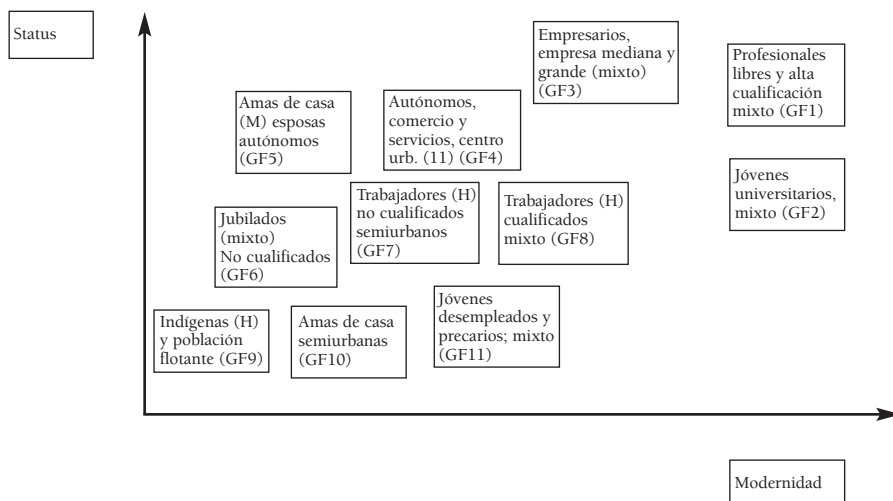 Status
Empresarios,
empresa mediana y
grande (mixto)
(GF3)
Profesionales
libres y alta
cualificación
mixto (GF1)
Amas de casa
(M) esposas
autónomos
(GF5)
Autónomos,
comercio y
servicios, centro
urb. (11) (GF4)
Jóvenes
universitarios,
mixto (GF2)
Trabajadores (H)
no cualificados
semiurbanos
(GF7)
Trabajadores (H)
cualificados
mixto (GF8)
Jubilados
(mixto)
No cualificados
(GF6)
Indígenas (H)
y población
flotante (GF9)
Amas de casa
semiurbanas
(GF10)
Jóvenes
desempleados y
precarios; mixto
(GF11)
Modernidad